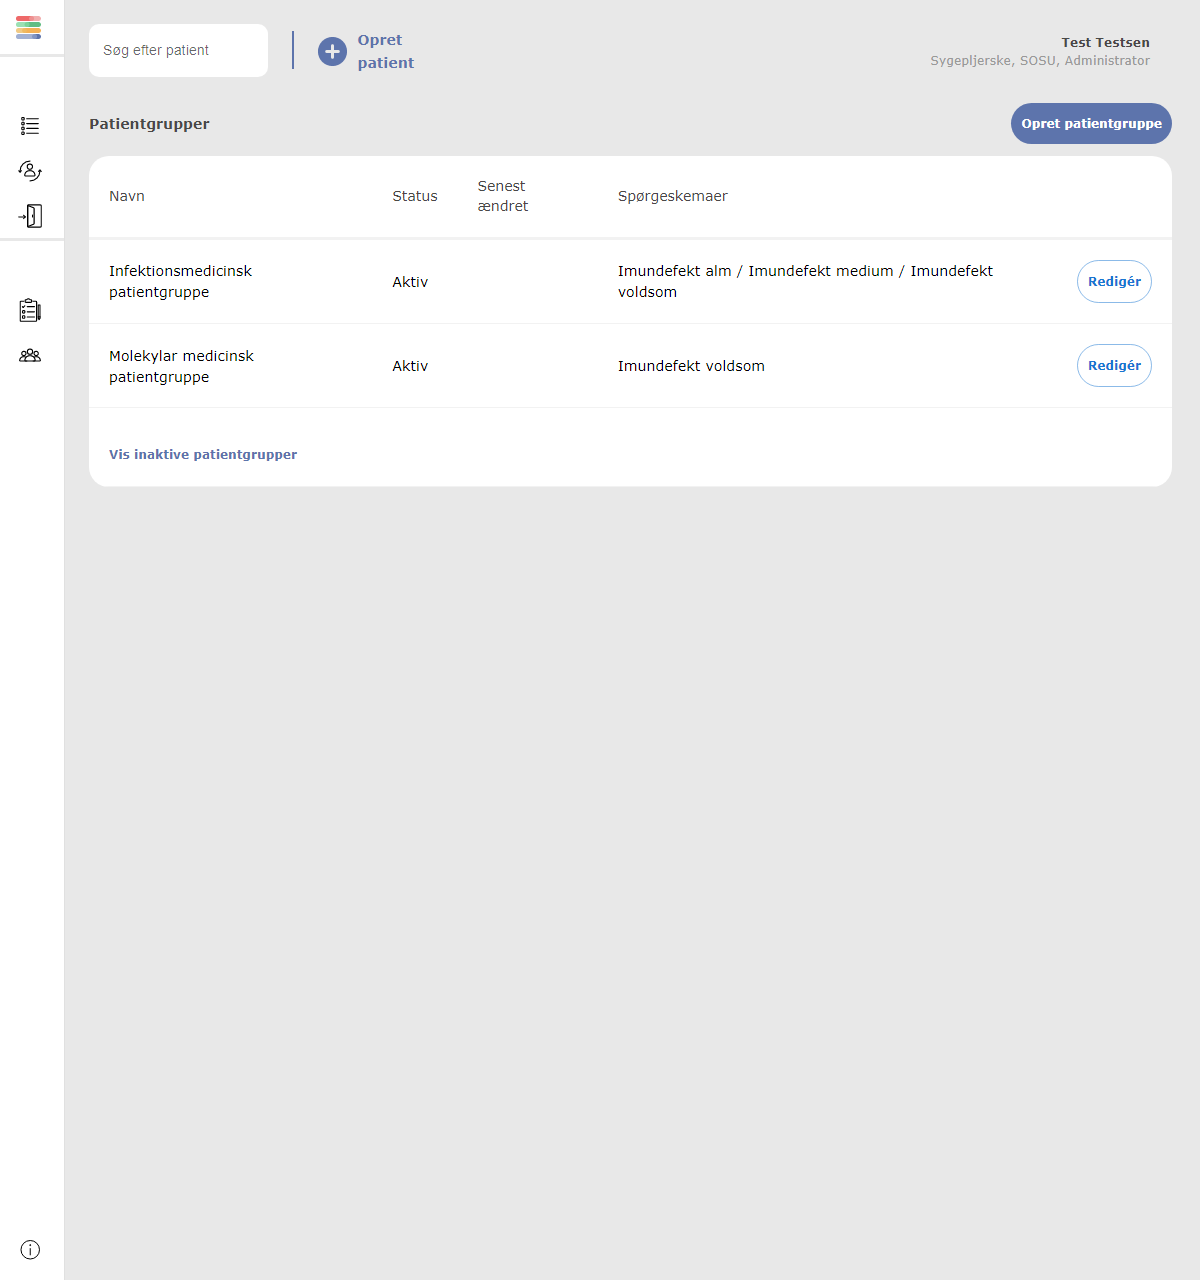 Søg efter patient
Opret
patient
Test Testsen
Sygepljerske, SOSU, Administrator
Patientgrupper
Opret patientgruppe
Navn
Status
Senest
ændret
Spørgeskemaer
Infektionsmedicinsk
patientgruppe
Aktiv
Imundefekt alm / Imundefekt medium / Imundefekt
voldsom
Redigér
Molekylar medicinsk
patientgruppe
Aktiv
Imundefekt voldsom
Redigér
Vis inaktive patientgrupper